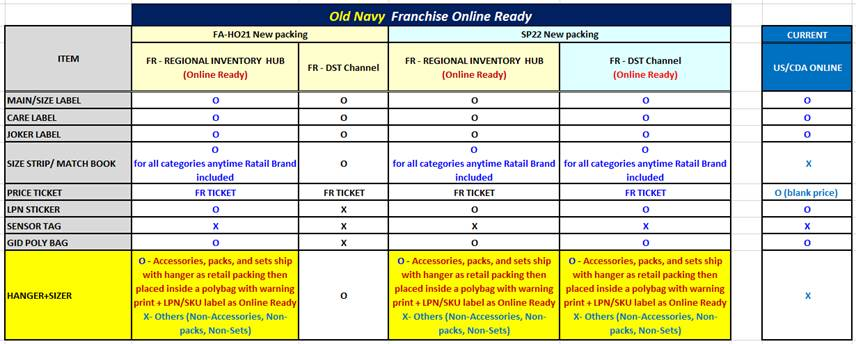 Old Navy Franchise Online Ready
ITEM
FA-HO21 New packing
SP22 New packing
CURRENT
FR - REGIONAL INVENTORY HUB
(Online Ready)
FR - DST Channel
FR - REGIONAL INVENTORY HUB
(Online Ready)
FR - DST Channel
(Online Ready)
US/CDA ONLINE
MAIN/SIZE LABEL O O O O O
CARE LABEL O O O O O
JOKER LABEL O O O O O
SIZE STRIP/ MATCH BOOK
O
for all categories anytime Ratail Brand
included
O
O
for all categories anytime Ratail Brand
included
O
for all categories anytime Ratail Brand
included
X
PRICE TICKET FR TICKET FR TICKET FR TICKET FR TICKET O (blank price)
LPN STICKER O X O O O
SENSOR TAG X X X X X
GID POLY BAG O X O O O
HANGER+SIZER
O - Accessories, packs, and sets ship
with hanger as retail packing then
placed inside a polybag with warning
print + LPN/SKU label as Online Ready
X- Others (Non-Accessories, Non-
packs, Non-Sets)
O
O - Accessories, packs, and sets ship
with hanger as retail packing then
placed inside a polybag with warning
print + LPN/SKU label as Online Ready
X- Others (Non-Accessories, Non-
packs, Non-Sets)
O - Accessories, packs, and sets ship
with hanger as retail packing then
placed inside a polybag with warning
print + LPN/SKU label as Online Ready
X- Others (Non-Accessories, Non-
packs, Non-Sets)
X